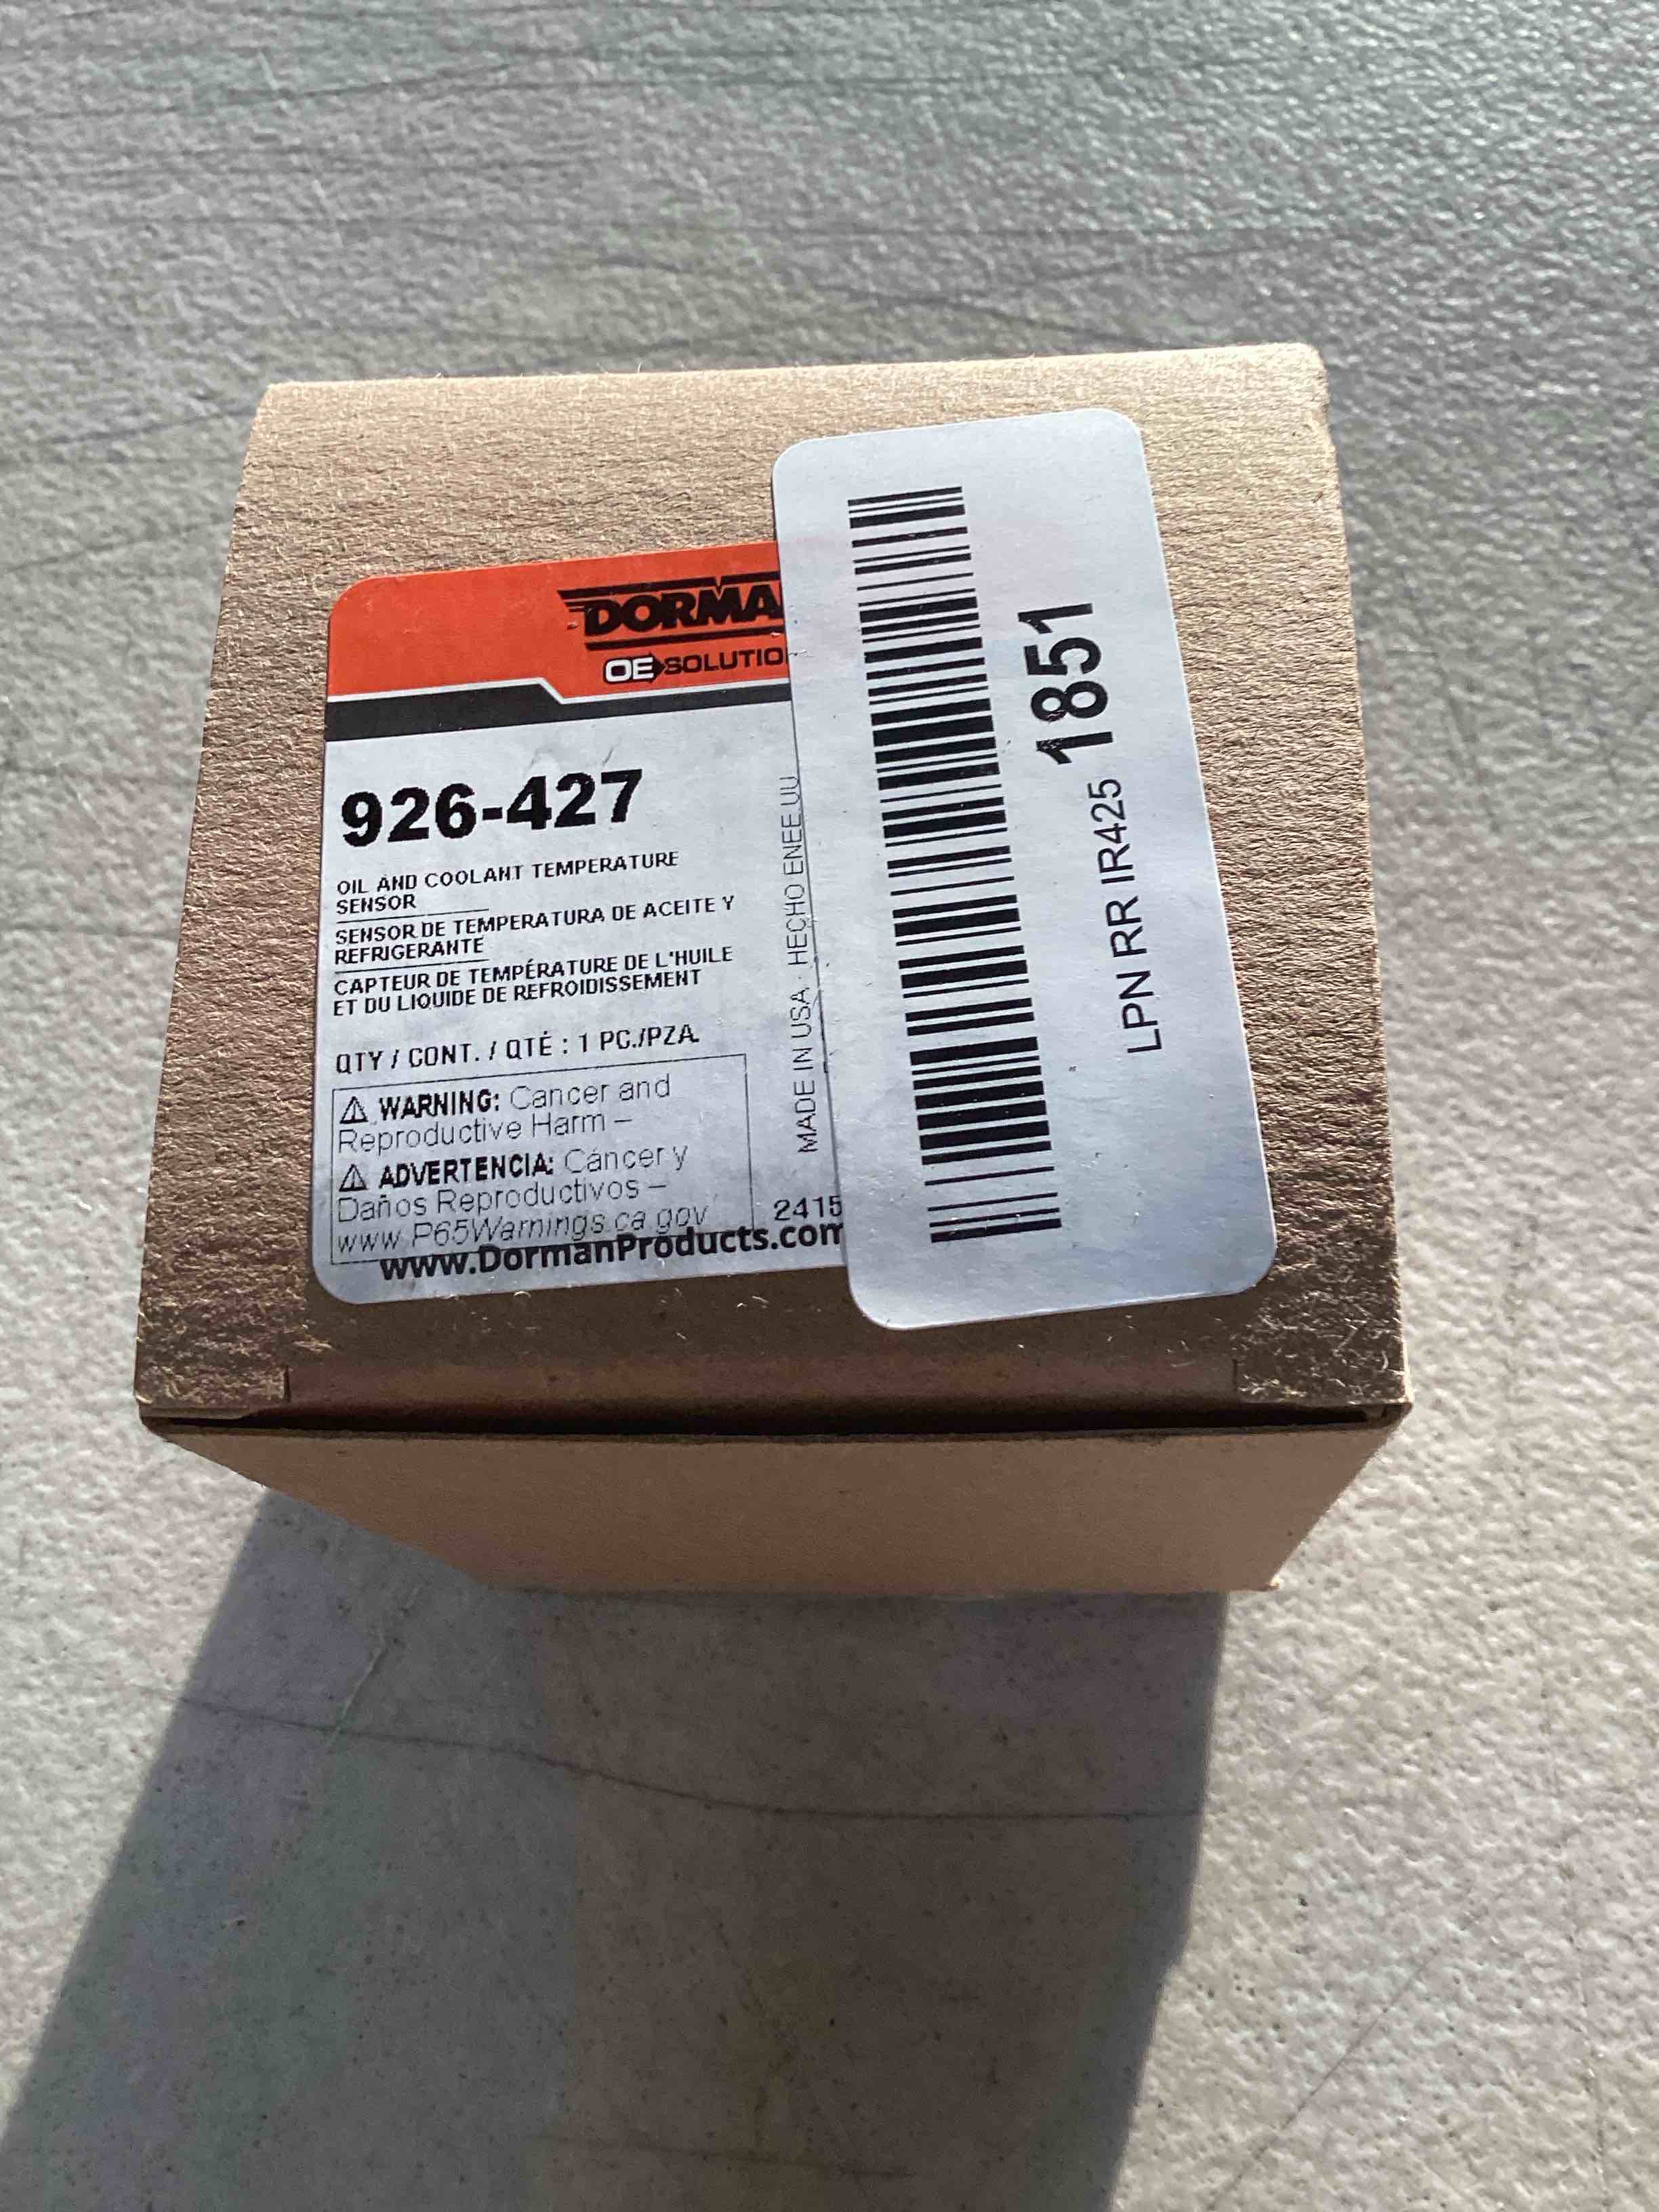 DORMA
OE SOLUTIO
926-427
OIL AND COOLANT TEMPERATURE
SENSOR
SENSOR DE TEMPERATURA DE ACEITE Y
REFRIGERANTE
CAPTEUR DE TEMPÉRATURE DE L'HUILE
ET DU LIQUIDE DE REFROIDISSEMENT
QTY / CONT. / QTÉ : 1 PC./PZA.
⚠ WARNING: Cancer and
Reproductive Harm –
⚠ ADVERTENCIA: Cáncer y
Daños Reproductivos –
www.P65Warnings.ca.gov
www.DormanProducts.com
MADE IN USA · HECHO ENEE.UU
2415
LPN RR IR425 1851